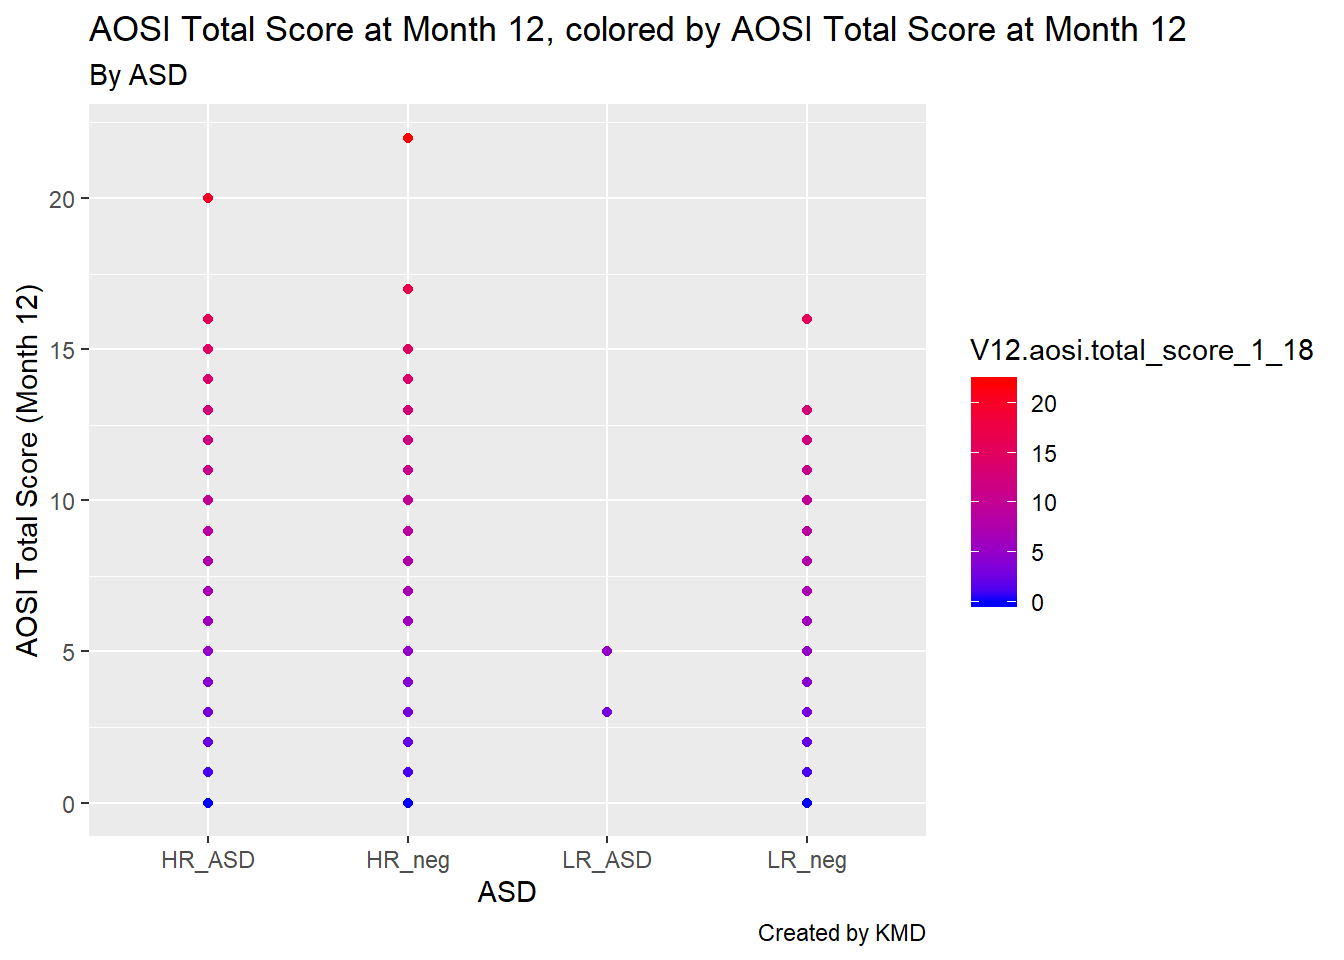 AOSI Total Score at Month 12, colored by AOSI Total Score at Month 12
By ASD
AOSI Total Score (Month 12)
20
15
10
5
0
HR_ASD
HR_neg
LR_ASD
LR_neg
ASD
V12.aosi.total_score_1_18
20
15
10
5
0
Created by KMD